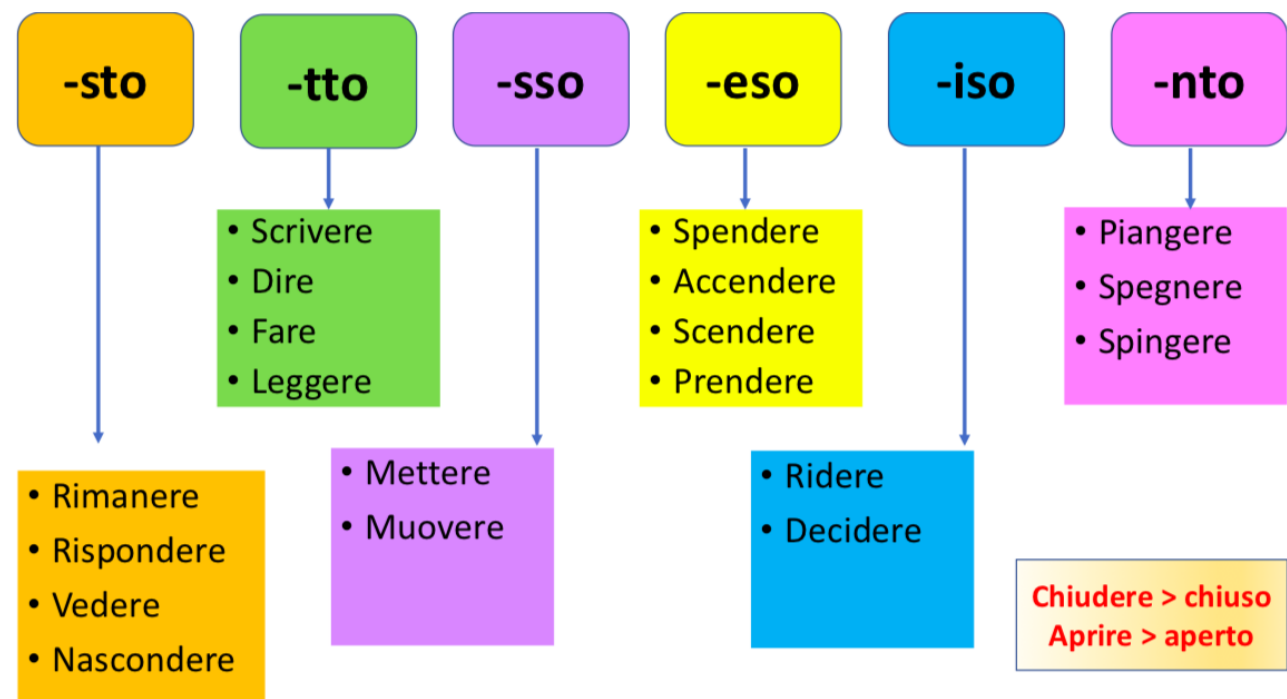 -sto
-tto
-sso
-eso
-iso
-nto
• Scrivere
• Dire
• Fare
• Leggere
• Spendere
• Accendere
• Scendere
• Prendere
• Piangere
• Spegnere
• Spingere
• Rimanere
• Rispondere
• Vedere
• Nascondere
• Mettere
• Muovere
• Ridere
• Decidere
Chiudere > chiuso
Aprire > aperto